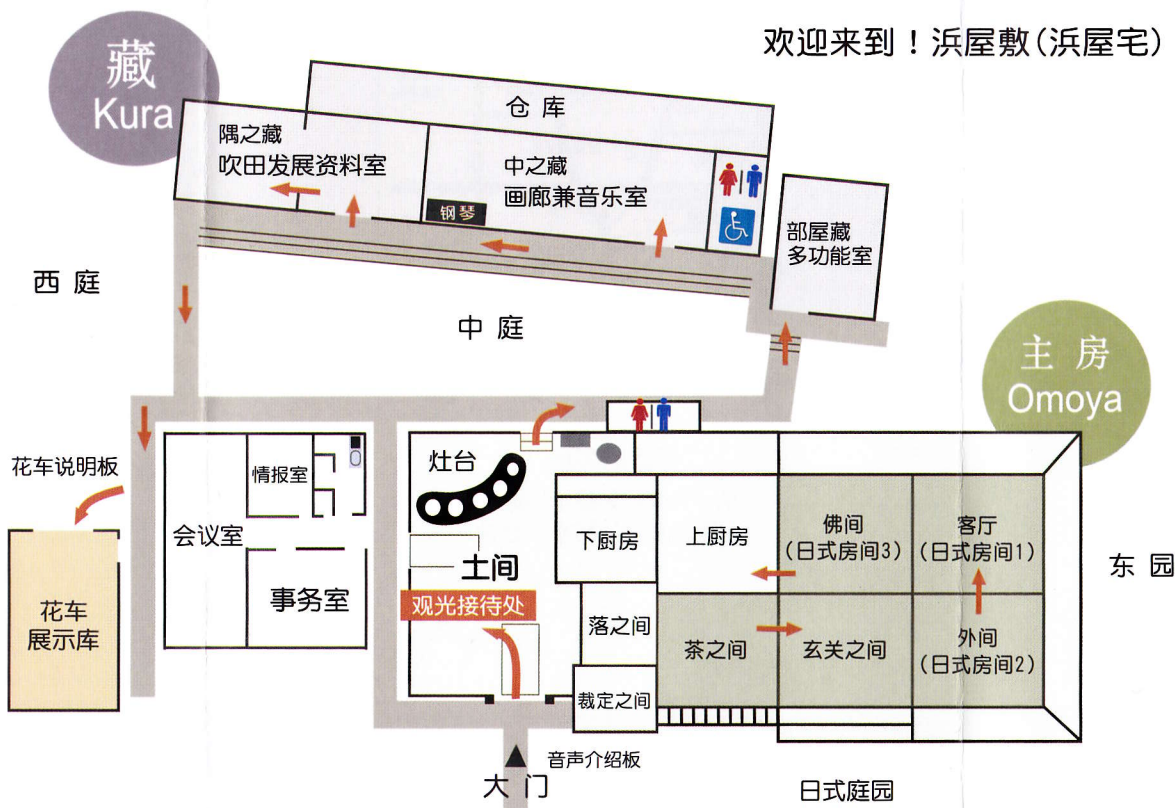 欢迎来到！浜屋敷(浜屋宅)
藏
Kura
仓库
隅之藏
吹田发展资料室
中之藏
画廊兼音乐室
钢琴
部屋藏
多功能室
西庭
中庭
主房
Omoya
花车说明板
灶台
情报室
会议室
下厨房
上厨房
佛间
(日式房间3)
客厅
(日式房间1)
东园
土间
事务室
观光接待处
花车
展示库
落之间
茶之间
玄关之间
外间
(日式房间2)
裁定之间
音声介绍板
大门
日式庭园